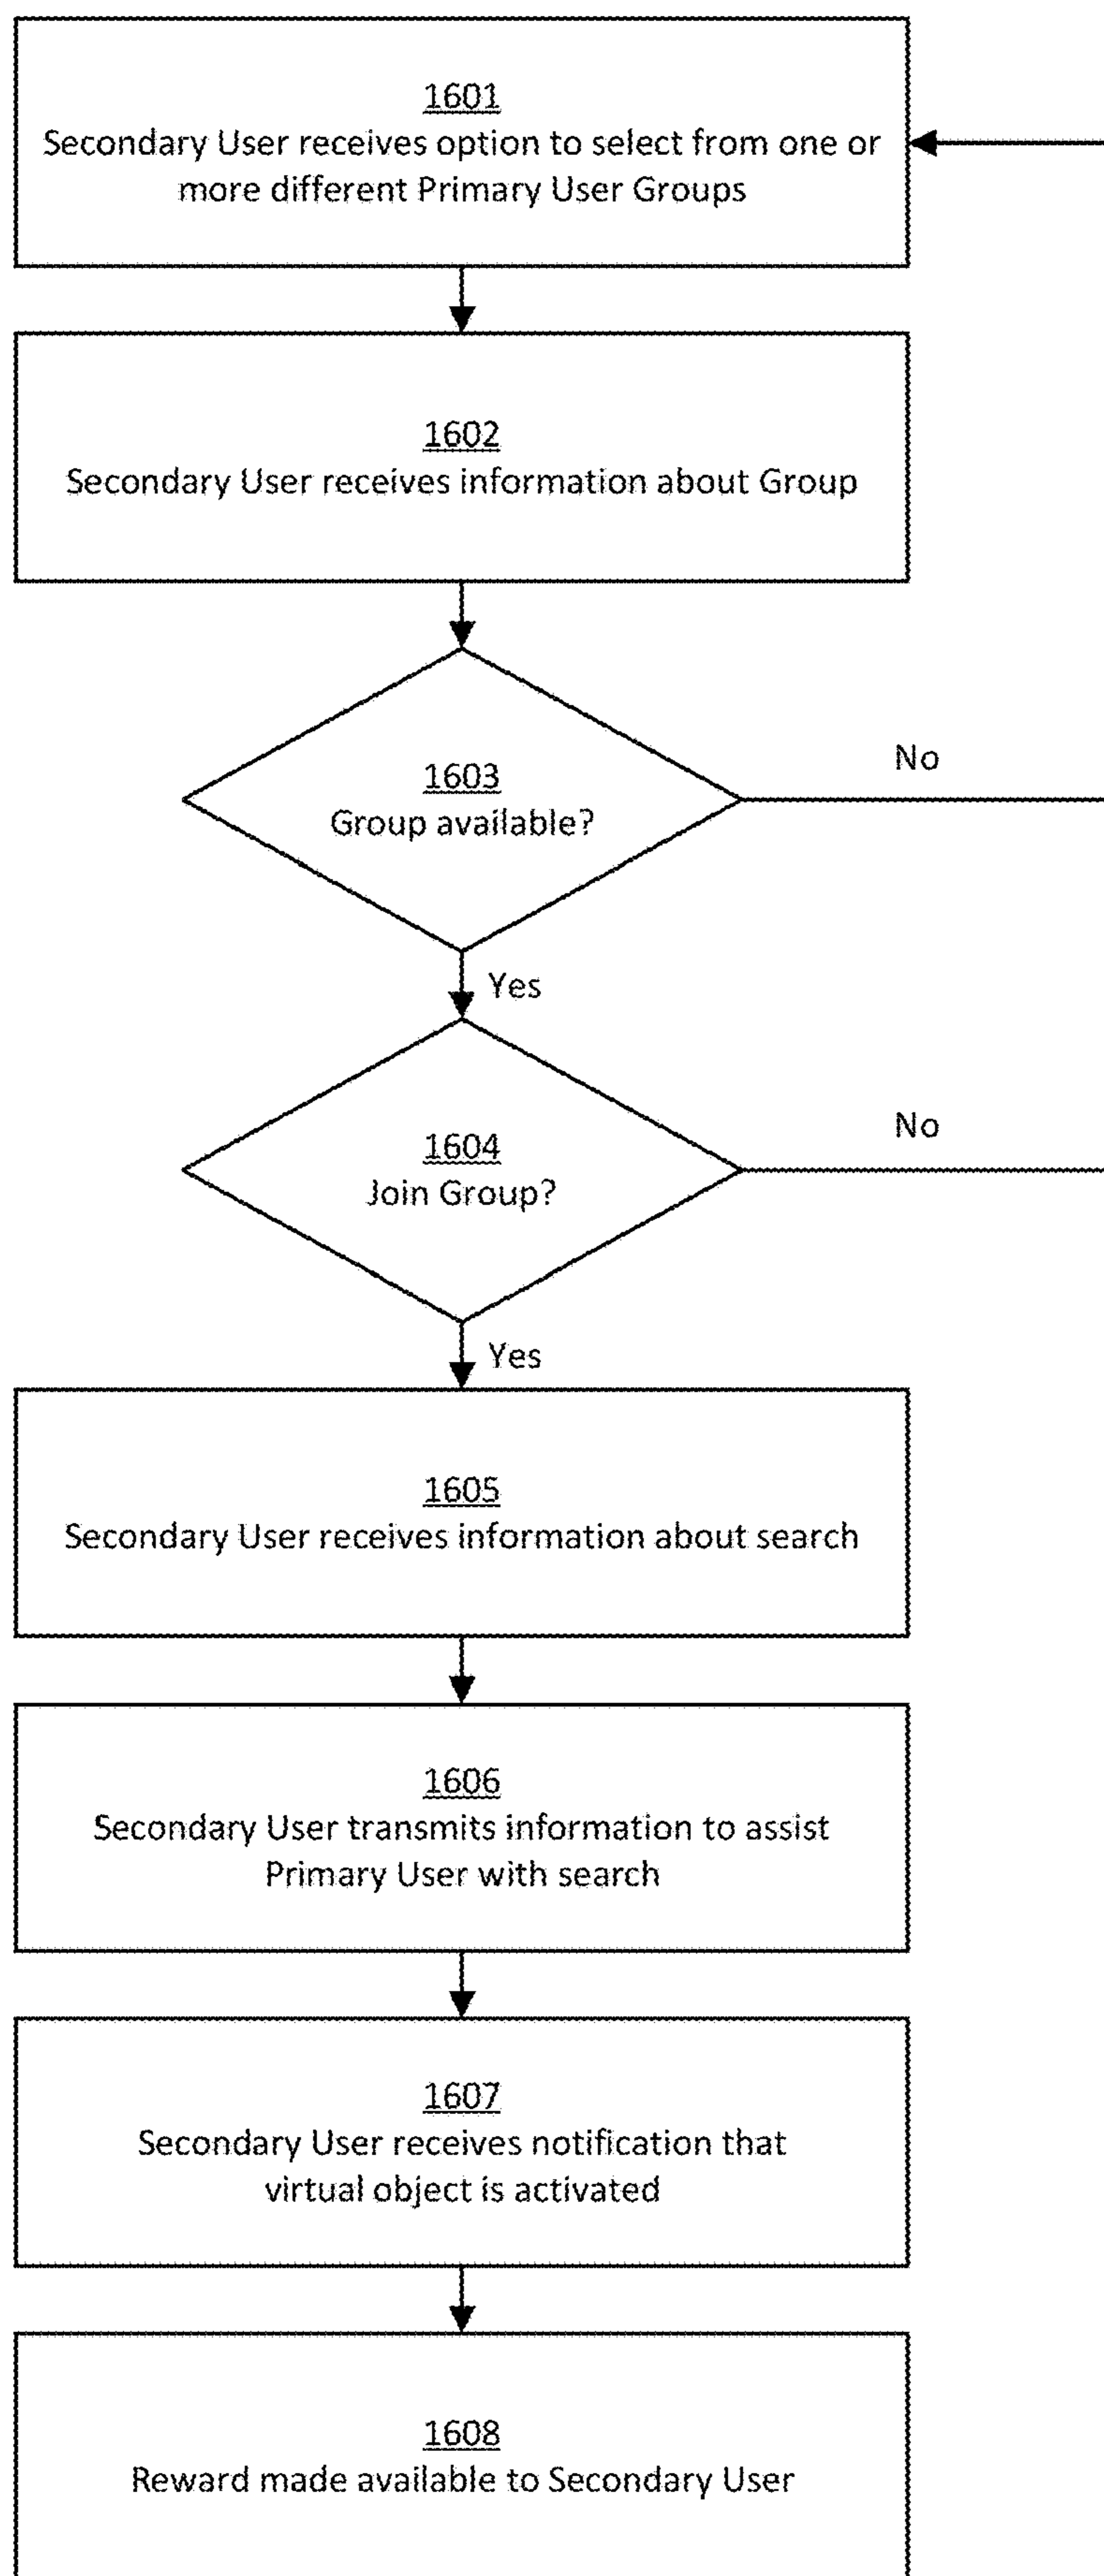 1601
Secondary User receives option to select from one or
more different Primary User Groups
1602
Secondary User receives information about Group
1603
Group available?
No
Yes
1604
Join Group?
No
Yes
1605
Secondary User receives information about search
1606
Secondary User transmits information to assist
Primary User with search
1607
Secondary User receives notification that
virtual object is activated
1608
Reward made available to Secondary User